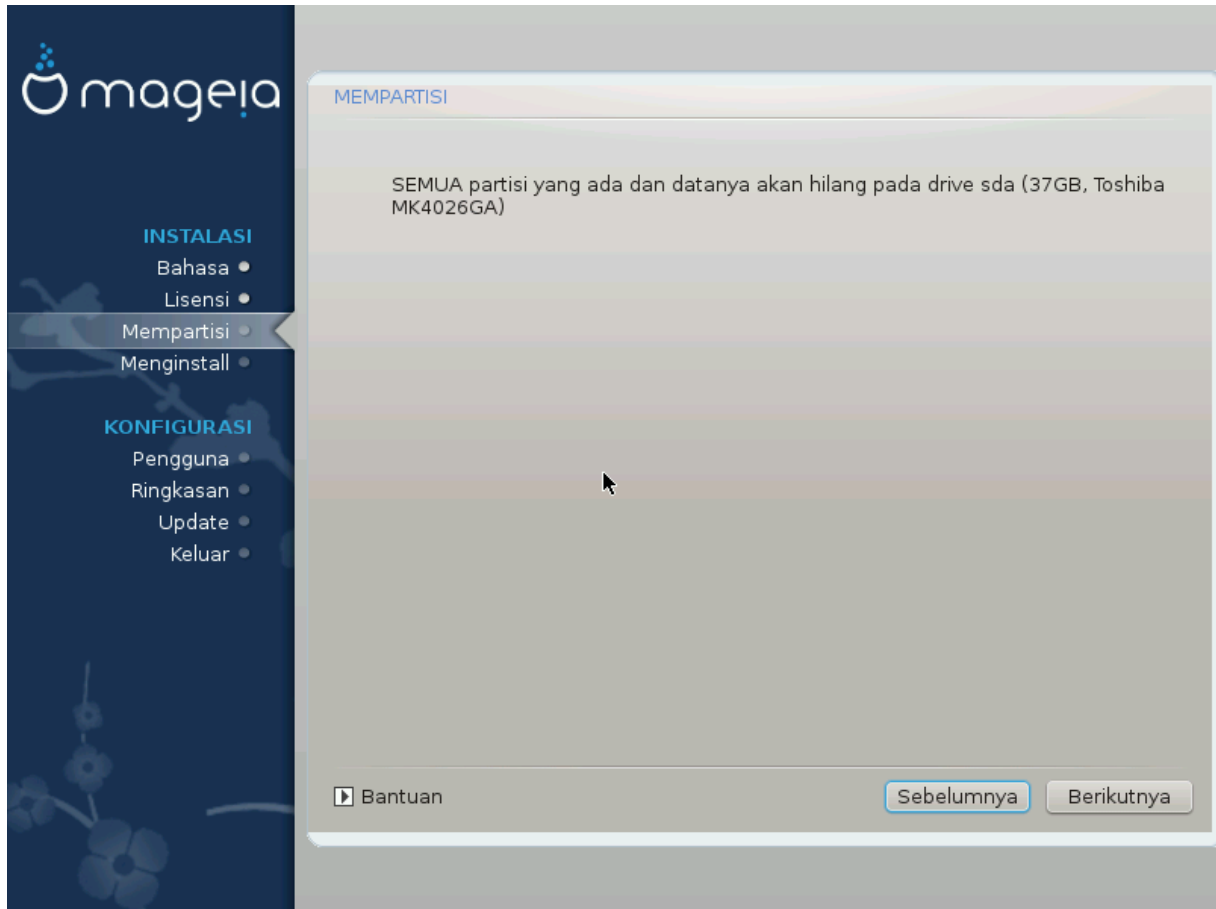 mageia
INSTALASI
Bahasa
Lisensi
Mempartisi
Menginstall
KONFIGURASI
Pengguna
Ringkasan
Update
Keluar
MEMPARTISI
SEMUA partisi yang ada dan datanya akan hilang pada drive sda (37GB, Toshiba
MK4026GA)
Bantuan
Sebelumnya
Berikutnya